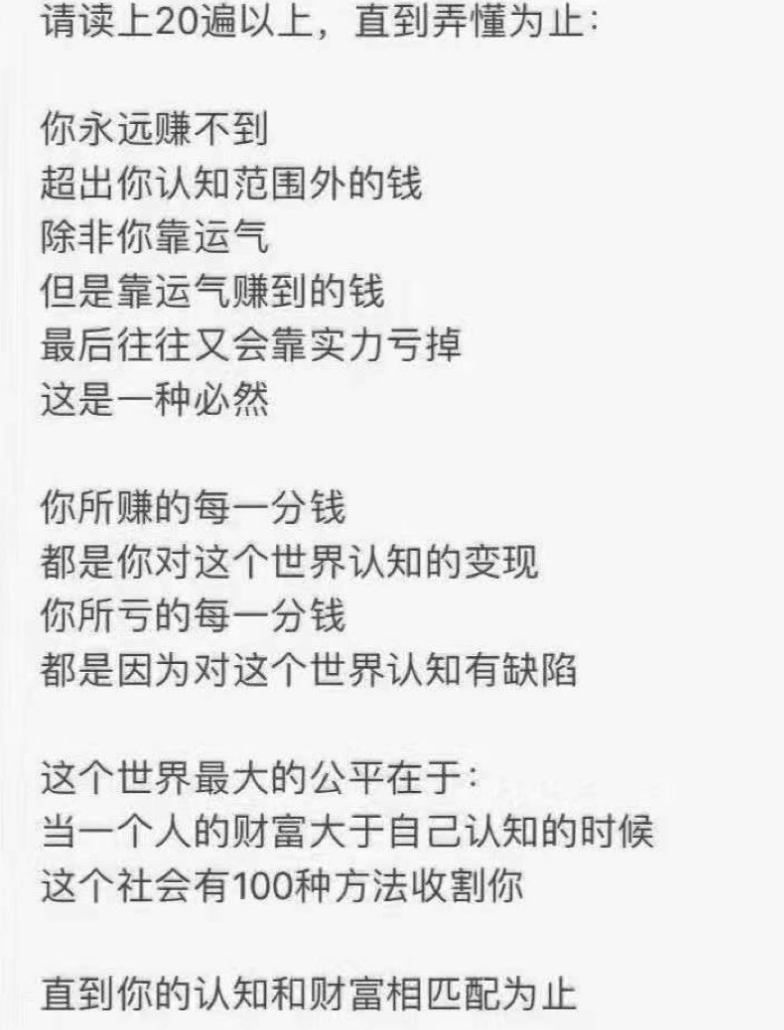 请读上20遍以上，直到弄懂为止：
你永远赚不到
超出你认知范围外的钱
除非你靠运气
但是靠运气赚到的钱
最后往往又会靠实力亏掉
这是一种必然
你所赚的每一分钱
都是你对这个世界认知的变现
你所亏的每一分钱
都是因为对这个世界认知有缺陷
这个世界最大的公平在于：
当一个人的财富大于自己认知的时候
这个社会有100种方法收割你
直到你的认知和财富相匹配为止